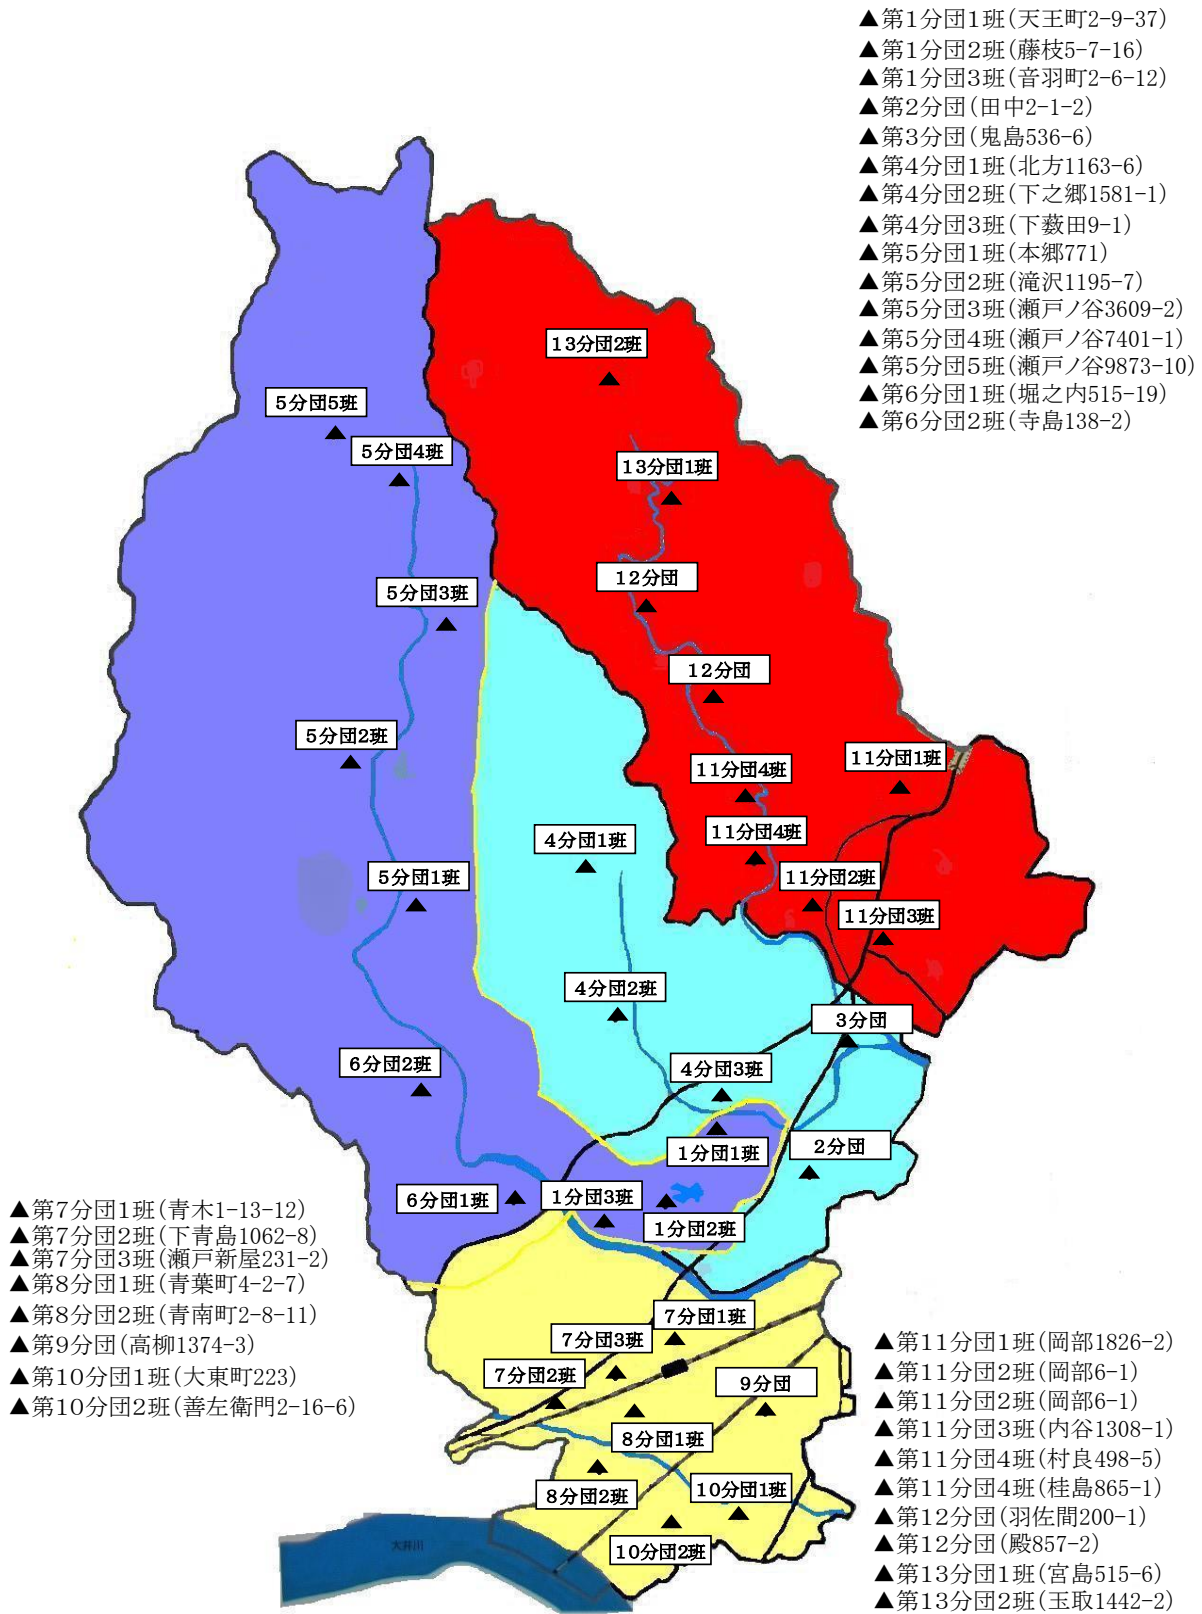 ▲第1分団1班(天王町2-9-37)
▲第1分団2班(藤枝5-7-16)
▲第1分団3班(音羽町2-6-12)
▲第2分団(田中2-1-2)
▲第3分団(鬼島536-6)
▲第4分団1班(北方1163-6)
▲第4分団2班(下之郷1581-1)
▲第4分団3班(下薮田9-1)
▲第5分団1班(本郷771)
▲第5分団2班(滝沢1195-7)
▲第5分団3班(瀬戸ノ谷3609-2)
▲第5分団4班(瀬戸ノ谷7401-1)
▲第5分団5班(瀬戸ノ谷9873-10)
▲第6分団1班(堀之内515-19)
▲第6分団2班(寺島138-2)
13分団2班
5分団5班
5分団4班
13分団1班
12分団
5分団3班
12分団
5分団2班
11分団1班
11分団4班
11分団4班
4分団1班
5分団1班
11分団2班
11分団3班
4分団2班
3分団
6分団2班
4分団3班
1分団1班
2分団
6分団1班
1分団3班
1分団2班
▲第7分団1班(青木1-13-12)
▲第7分団2班(下青島1062-8)
▲第7分団3班(瀬戸新屋231-2)
▲第8分団1班(青葉町4-2-7)
▲第8分団2班(青南町2-8-11)
▲第9分団(高柳1374-3)
▲第10分団1班(大東町223)
▲第10分団2班(善左衛門2-16-6)
7分団1班
7分団3班
7分団2班
9分団
8分団1班
8分団2班
10分団1班
10分団2班
大井川
▲第11分団1班(岡部1826-2)
▲第11分団2班(岡部6-1)
▲第11分団2班(岡部6-1)
▲第11分団3班(内谷1308-1)
▲第11分団4班(村良498-5)
▲第11分団4班(桂島865-1)
▲第12分団(羽佐間200-1)
▲第12分団(殿857-2)
▲第13分団1班(宮島515-6)
▲第13分団2班(玉取1442-2)